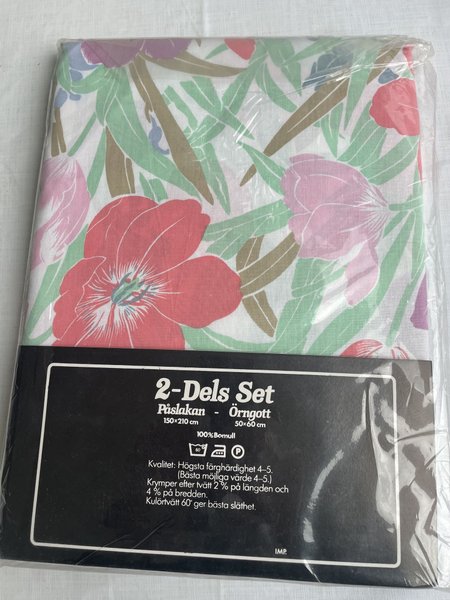 2-Dels Set
Påslakan - Örngott
150×210 cm 50×60 cm
100% Bomull
60 P
Kvalitet: Högsta färghärdighet 4-5.
(Bästa möjliga värde 4-5.)
Krymper efter tvätt 2 % på längden och
4 % på bredden.
Kulörtvätt 60° ger bästa släthet.
IMP.